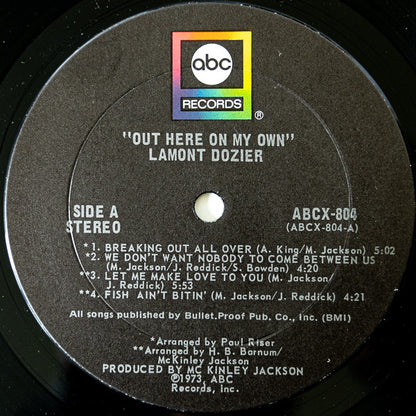 abc
RECORDS
®
"OUT HERE ON MY OWN"
LAMONT DOZIER
SIDE A
STEREO
ABCX-804
(ABCX-804-A)
*1. BREAKING OUT ALL OVER (A. King/M. Jackson) 5:02
*2. WE DON'T WANT NOBODY TO COME BETWEEN US
(M. Jackson/J. Reddick/S. Bowden) 4:20
**3. LET ME MAKE LOVE TO YOU (M. Jackson/
J. Reddick) 5:53
**4. FISH AIN'T BITIN' (M. Jackson/J. Reddick) 4:21
All songs published by Bullet.Proof Pub. Co., Inc. (BMI)
*Arranged by Paul Riser
**Arranged by H. B. Barnum/
McKinley Jackson
PRODUCED BY MC KINLEY JACKSON
℗1973, ABC
Records, Inc.